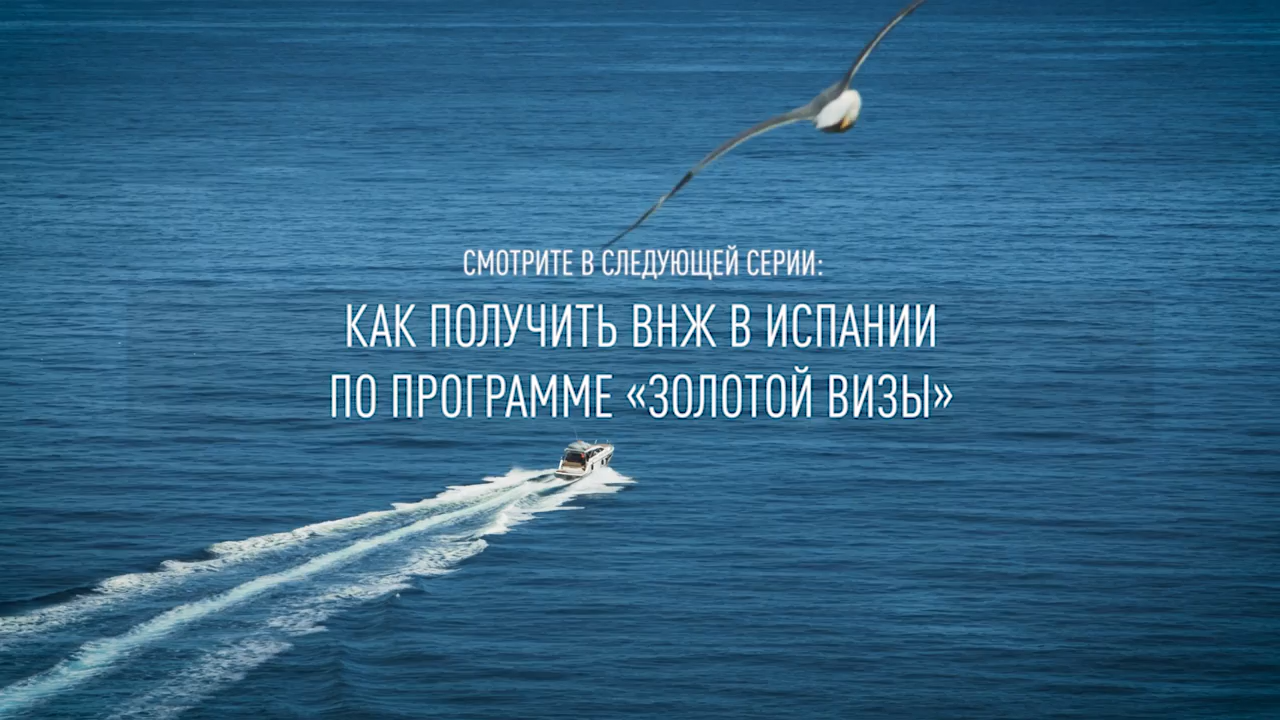 СМОТРИТЕ В СЛЕДУЮЩЕЙ СЕРИИ:
КАК ПОЛУЧИТЬ ВНЖ В ИСПАНИИ
ПО ПРОГРАММЕ «ЗОЛОТОЙ ВИЗЫ»